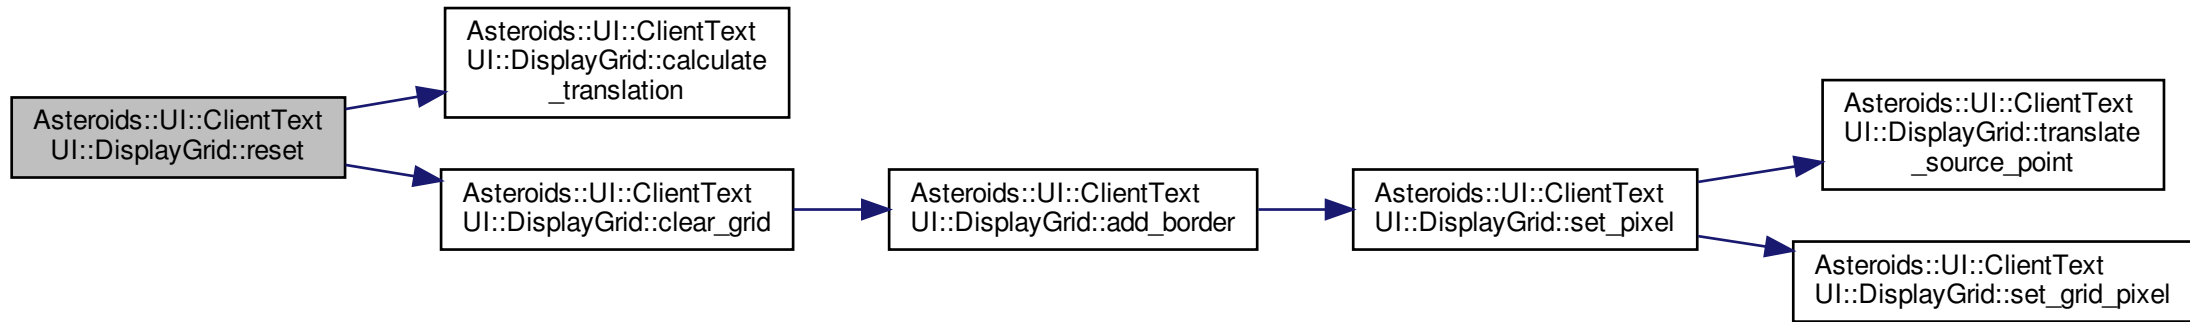 Asteroids::UI::ClientText
UI::DisplayGrid::reset
Asteroids::UI::ClientText
UI::DisplayGrid::calculate
_translation
Asteroids::UI::ClientText
UI::DisplayGrid::clear_grid
Asteroids::UI::ClientText
UI::DisplayGrid::add_border
Asteroids::UI::ClientText
UI::DisplayGrid::set_pixel
Asteroids::UI::ClientText
UI::DisplayGrid::translate
_source_point
Asteroids::UI::ClientText
UI::DisplayGrid::set_grid_pixel